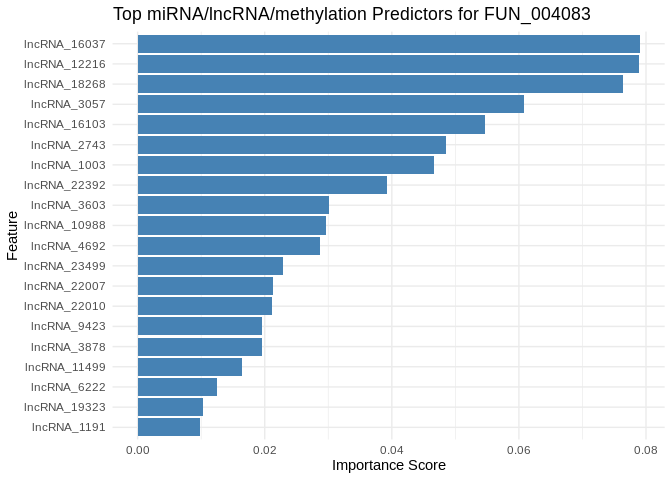 Top miRNA/lncRNA/methylation Predictors for FUN_004083
lncRNA_16037
lncRNA_12216
lncRNA_18268
lncRNA_3057
lncRNA_16103
lncRNA_2743
lncRNA_1003
lncRNA_22392
lncRNA_3603
lncRNA_10988
lncRNA_4692
lncRNA_23499
lncRNA_22007
lncRNA_22010
lncRNA_9423
lncRNA_3878
lncRNA_11499
lncRNA_6222
lncRNA_19323
lncRNA_1191
Feature
0.00 0.02 0.04 0.06 0.08
Importance Score